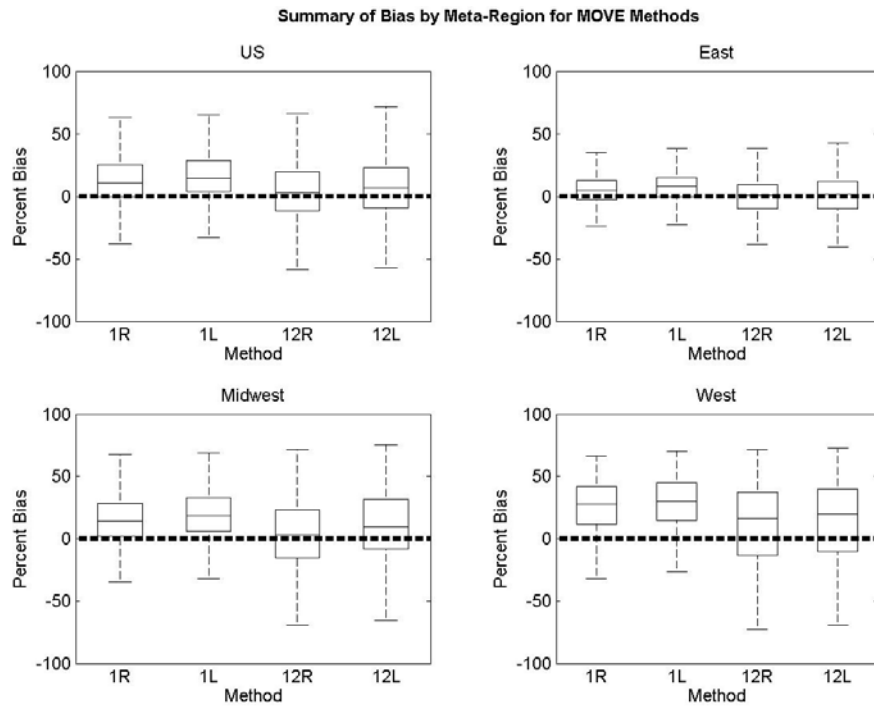 Summary of Bias by Meta-Region for MOVE Methods
US
100
50
0
-50
-100
Percent Bias
1R 1L 12R 12L
Method
East
100
50
0
-50
-100
Percent Bias
1R 1L 12R 12L
Method
Midwest
100
50
0
-50
-100
Percent Bias
1R 1L 12R 12L
Method
West
100
50
0
-50
-100
Percent Bias
1R 1L 12R 12L
Method